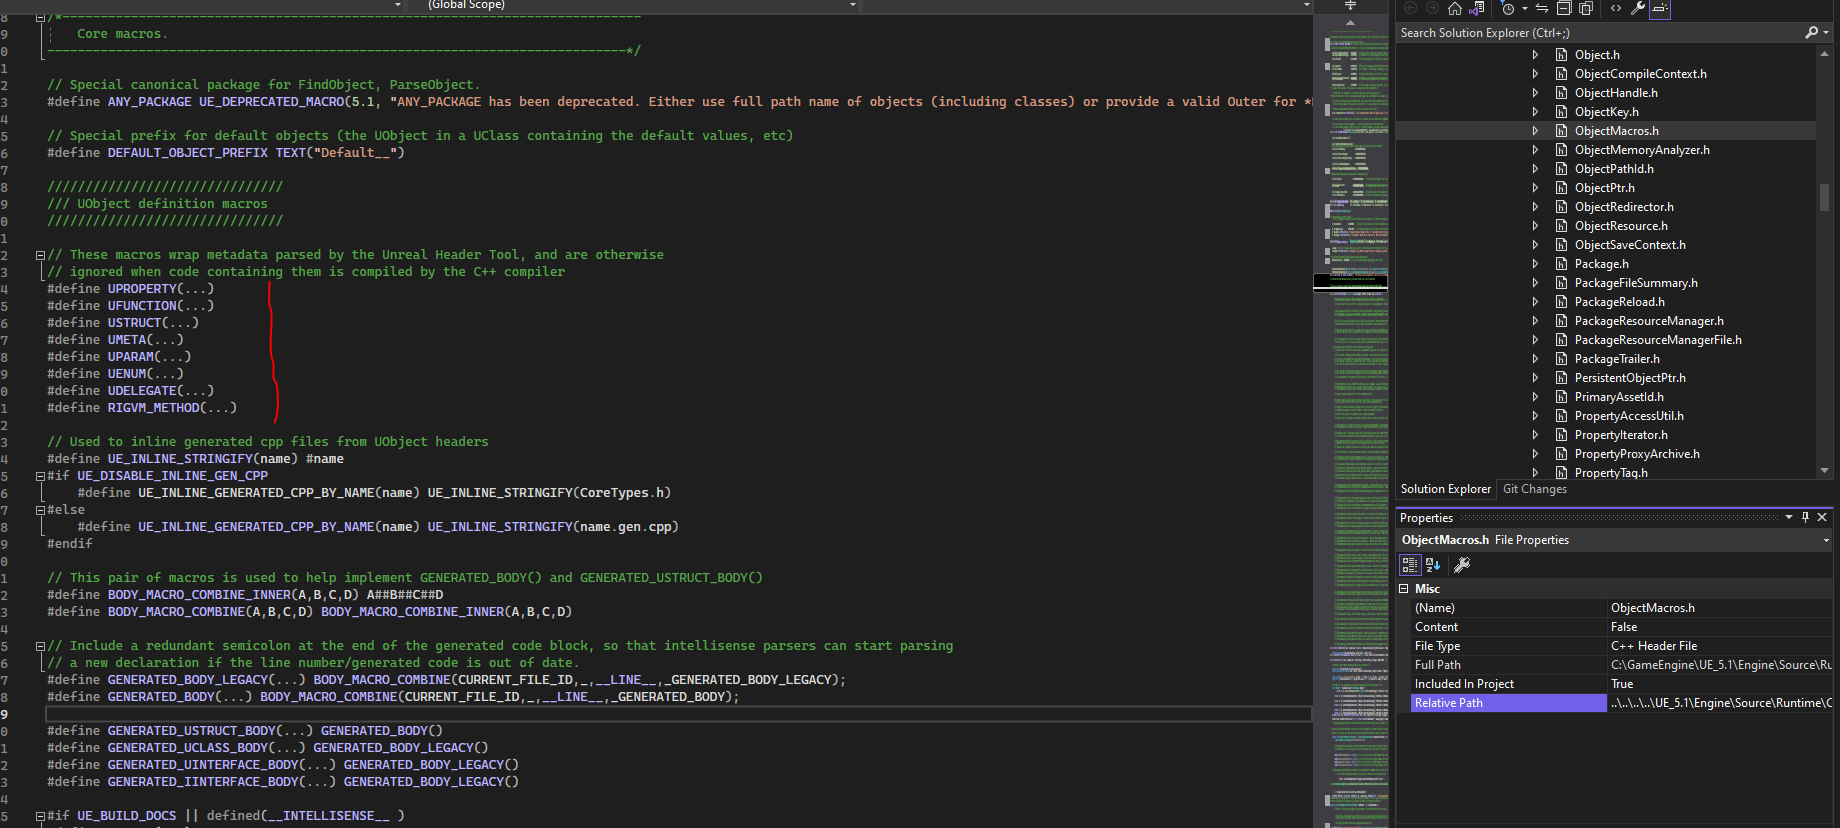 (Global Scope)
8 /*------------------------------------------------------------------------------
9 Core macros.
0 ------------------------------------------------------------------------------*/
1
2 // Special canonical package for FindObject, ParseObject.
3 #define ANY_PACKAGE UE_DEPRECATED_MACRO(5.1, "ANY_PACKAGE has been deprecated. Either use full path name of objects (including classes) or provide a valid Outer for *
4
5 // Special prefix for default objects (the UObject in a UClass containing the default values, etc)
6 #define DEFAULT_OBJECT_PREFIX TEXT("Default__")
7
8 ///////////////////////////////
9 /// UObject definition macros
0 ///////////////////////////////
1
2 // These macros wrap metadata parsed by the Unreal Header Tool, and are otherwise
3 // ignored when code containing them is compiled by the C++ compiler
4 #define UPROPERTY(...)
5 #define UFUNCTION(...)
6 #define USTRUCT(...)
7 #define UMETA(...)
8 #define UPARAM(...)
9 #define UENUM(...)
0 #define UDELEGATE(...)
1 #define RIGVM_METHOD(...)
2
3 // Used to inline generated cpp files from UObject headers
4 #define UE_INLINE_STRINGIFY(name) #name
5 #if UE_DISABLE_INLINE_GEN_CPP
6 #define UE_INLINE_GENERATED_CPP_BY_NAME(name) UE_INLINE_STRINGIFY(CoreTypes.h)
7 #else
8 #define UE_INLINE_GENERATED_CPP_BY_NAME(name) UE_INLINE_STRINGIFY(name.gen.cpp)
9 #endif
0
1 // This pair of macros is used to help implement GENERATED_BODY() and GENERATED_USTRUCT_BODY()
2 #define BODY_MACRO_COMBINE_INNER(A,B,C,D) A##B##C##D
3 #define BODY_MACRO_COMBINE(A,B,C,D) BODY_MACRO_COMBINE_INNER(A,B,C,D)
4
5 // Include a redundant semicolon at the end of the generated code block, so that intellisense parsers can start parsing
6 // a new declaration if the line number/generated code is out of date.
7 #define GENERATED_BODY_LEGACY(...) BODY_MACRO_COMBINE(CURRENT_FILE_ID,_,__LINE__,_GENERATED_BODY_LEGACY);
8 #define GENERATED_BODY(...) BODY_MACRO_COMBINE(CURRENT_FILE_ID,_,__LINE__,_GENERATED_BODY);
9
0 #define GENERATED_USTRUCT_BODY(...) GENERATED_BODY()
1 #define GENERATED_UCLASS_BODY(...) GENERATED_BODY_LEGACY()
2 #define GENERATED_UINTERFACE_BODY(...) GENERATED_BODY_LEGACY()
3 #define GENERATED_IINTERFACE_BODY(...) GENERATED_BODY_LEGACY()
4
5 #if UE_BUILD_DOCS || defined(__INTELLISENSE__ )
Search Solution Explorer (Ctrl+;)
Object.h
ObjectCompileContext.h
ObjectHandle.h
ObjectKey.h
ObjectMacros.h
ObjectMemoryAnalyzer.h
ObjectPathId.h
ObjectPtr.h
ObjectRedirector.h
ObjectResource.h
ObjectSaveContext.h
Package.h
PackageFileSummary.h
PackageReload.h
PackageResourceManager.h
PackageResourceManagerFile.h
PackageTrailer.h
PersistentObjectPtr.h
PrimaryAssetId.h
PropertyAccessUtil.h
PropertyIterator.h
PropertyProxyArchive.h
PropertyTag.h
Solution Explorer Git Changes
Properties
ObjectMacros.h File Properties
Misc
(Name) ObjectMacros.h
Content False
File Type C++ Header File
Full Path C:\GameEngine\UE_5.1\Engine\Source\Ru
Included In Project True
Relative Path ..\..\..\..\UE_5.1\Engine\Source\Runtime\C